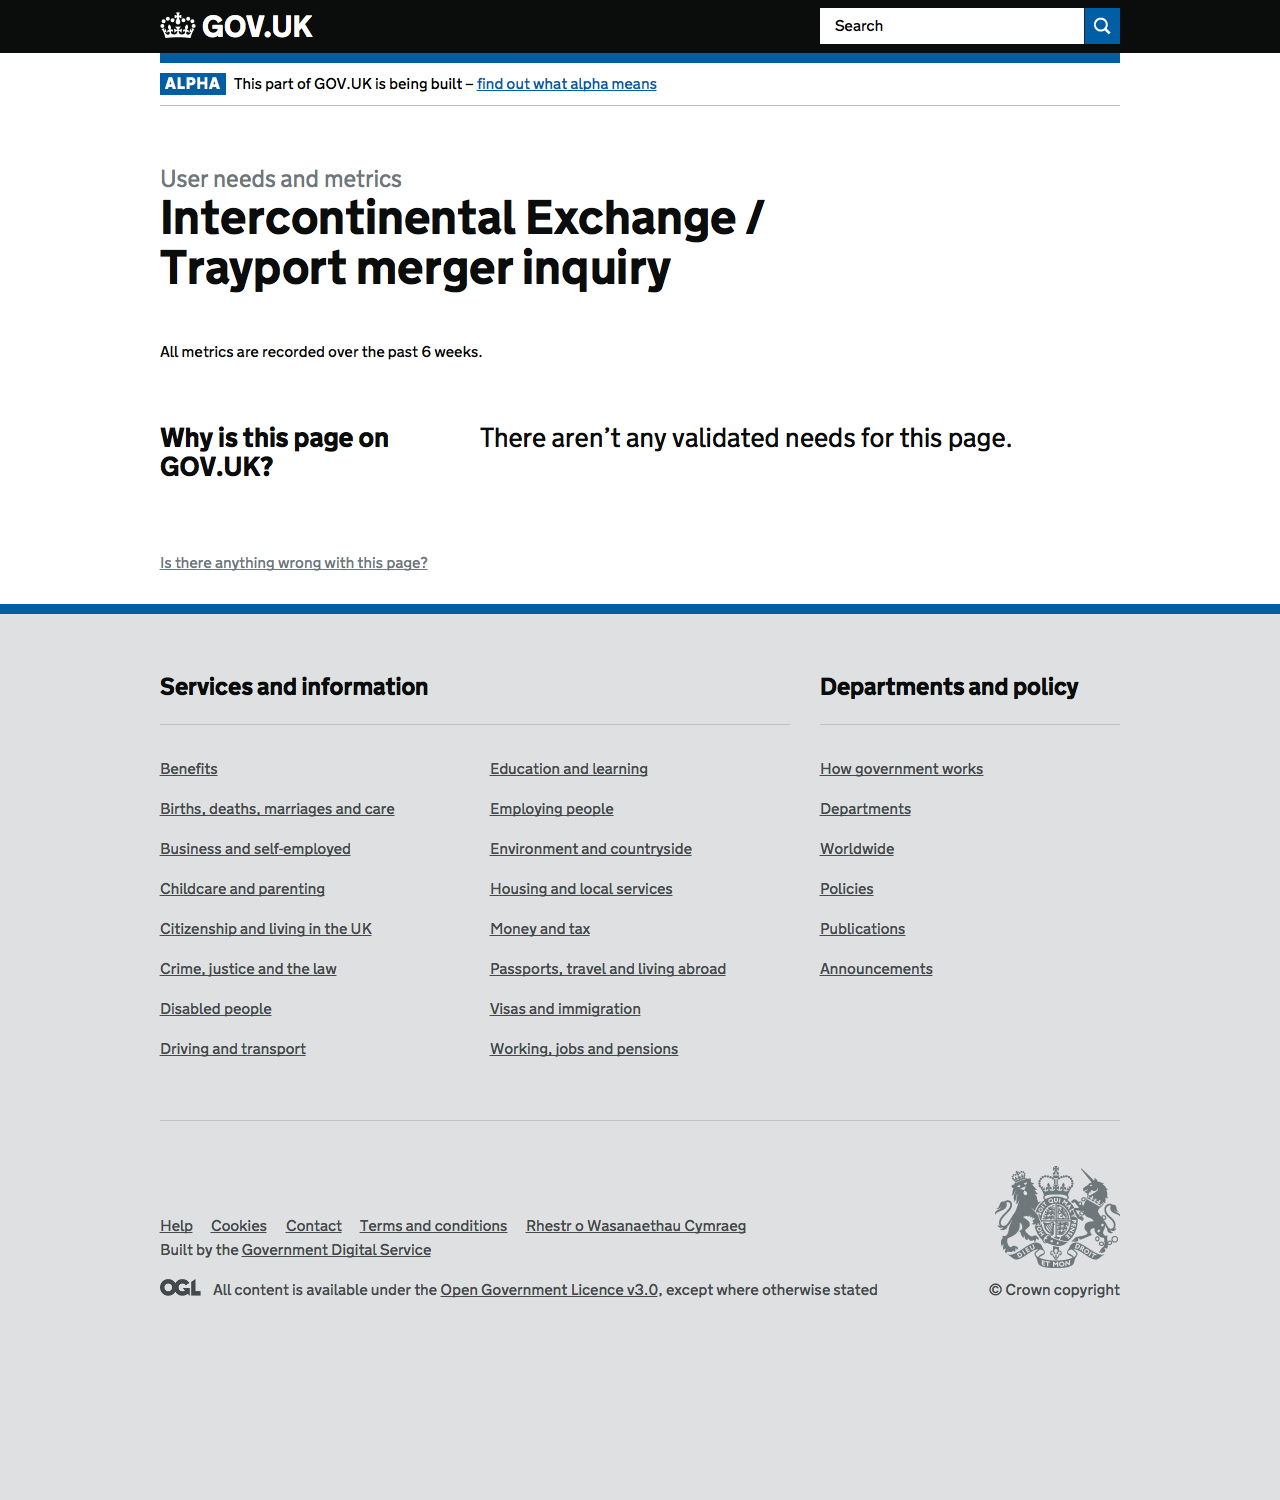 GOV.UK
Search
ALPHA This part of GOV.UK is being built – find out what alpha means
User needs and metrics
Intercontinental Exchange /
Trayport merger inquiry
All metrics are recorded over the past 6 weeks.
Why is this page on
GOV.UK?
There aren’t any validated needs for this page.
Is there anything wrong with this page?
Services and information
Benefits
Births, deaths, marriages and care
Business and self-employed
Childcare and parenting
Citizenship and living in the UK
Crime, justice and the law
Disabled people
Driving and transport
Education and learning
Employing people
Environment and countryside
Housing and local services
Money and tax
Passports, travel and living abroad
Visas and immigration
Working, jobs and pensions
Departments and policy
How government works
Departments
Worldwide
Policies
Publications
Announcements
Help Cookies Contact Terms and conditions Rhestr o Wasanaethau Cymraeg
Built by the Government Digital Service
OGL All content is available under the Open Government Licence v3.0, except where otherwise stated
DIEU ET MON DROIT
© Crown copyright